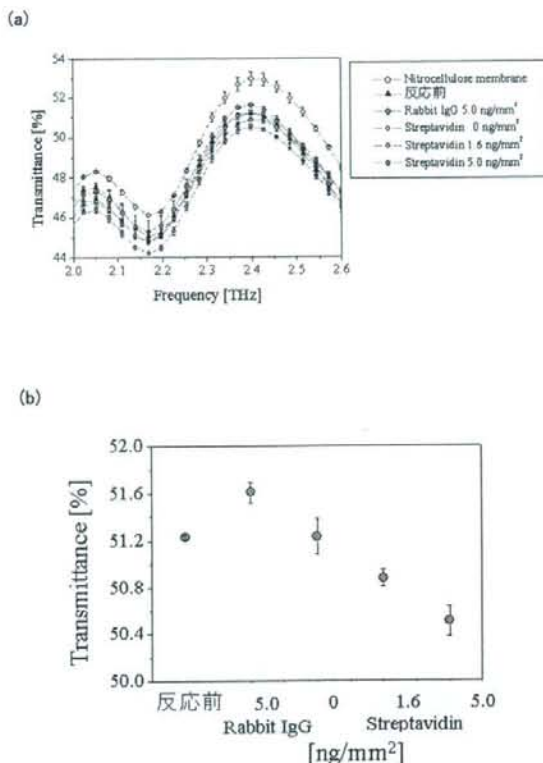 (a)
54
52
50
48
46
44
Transmittance [%]
2.0 2.1 2.2 2.3 2.4 2.5 2.6
Frequency [THz]
Nitrocellulose membrane
反応前
Rabbit IgG 5.0 ng/mm²
Streptavidin 0 ng/mm²
Streptavidin 1.6 ng/mm²
Streptavidin 5.0 ng/mm²
(b)
52.0
51.6
51.2
50.8
50.4
50.0
Transmittance [%]
反応前 5.0 0 1.6 5.0
Rabbit IgG Streptavidin
[ng/mm²]